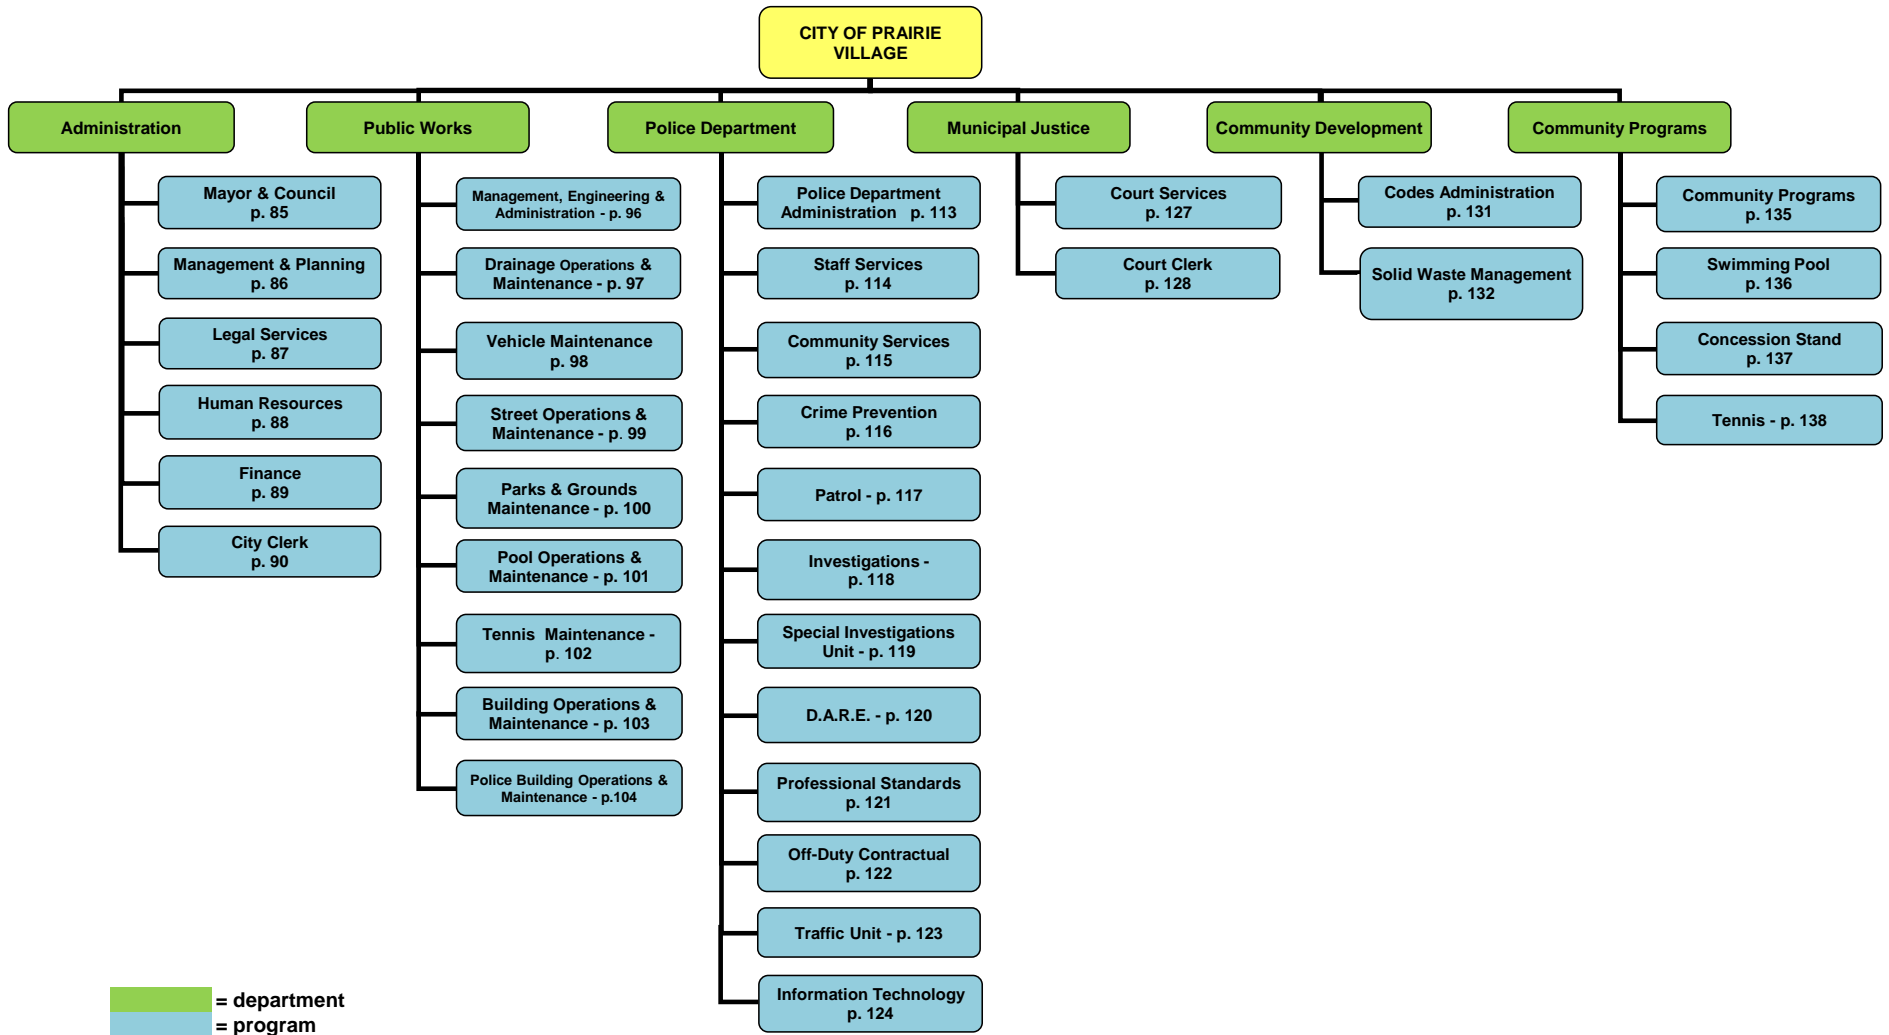 CITY OF PRAIRIE
VILLAGE
Administration
Mayor & Council
p. 85
Management & Planning
p. 86
Legal Services
p. 87
Human Resources
p. 88
Finance
p. 89
City Clerk
p. 90
Public Works
Management, Engineering &
Administration - p. 96
Drainage Operations &
Maintenance - p. 97
Vehicle Maintenance
p. 98
Street Operations &
Maintenance - p. 99
Parks & Grounds
Maintenance - p. 100
Pool Operations &
Maintenance - p. 101
Tennis Maintenance -
p. 102
Building Operations &
Maintenance - p. 103
Police Building Operations &
Maintenance - p.104
Police Department
Police Department
Administration p. 113
Staff Services
p. 114
Community Services
p. 115
Crime Prevention
p. 116
Patrol - p. 117
Investigations -
p. 118
Special Investigations
Unit - p. 119
D.A.R.E. - p. 120
Professional Standards
p. 121
Off-Duty Contractual
p. 122
Traffic Unit - p. 123
Information Technology
p. 124
Municipal Justice
Court Services
p. 127
Court Clerk
p. 128
Community Development
Codes Administration
p. 131
Solid Waste Management
p. 132
Community Programs
Community Programs
p. 135
Swimming Pool
p. 136
Concession Stand
p. 137
Tennis - p. 138
= department
= program